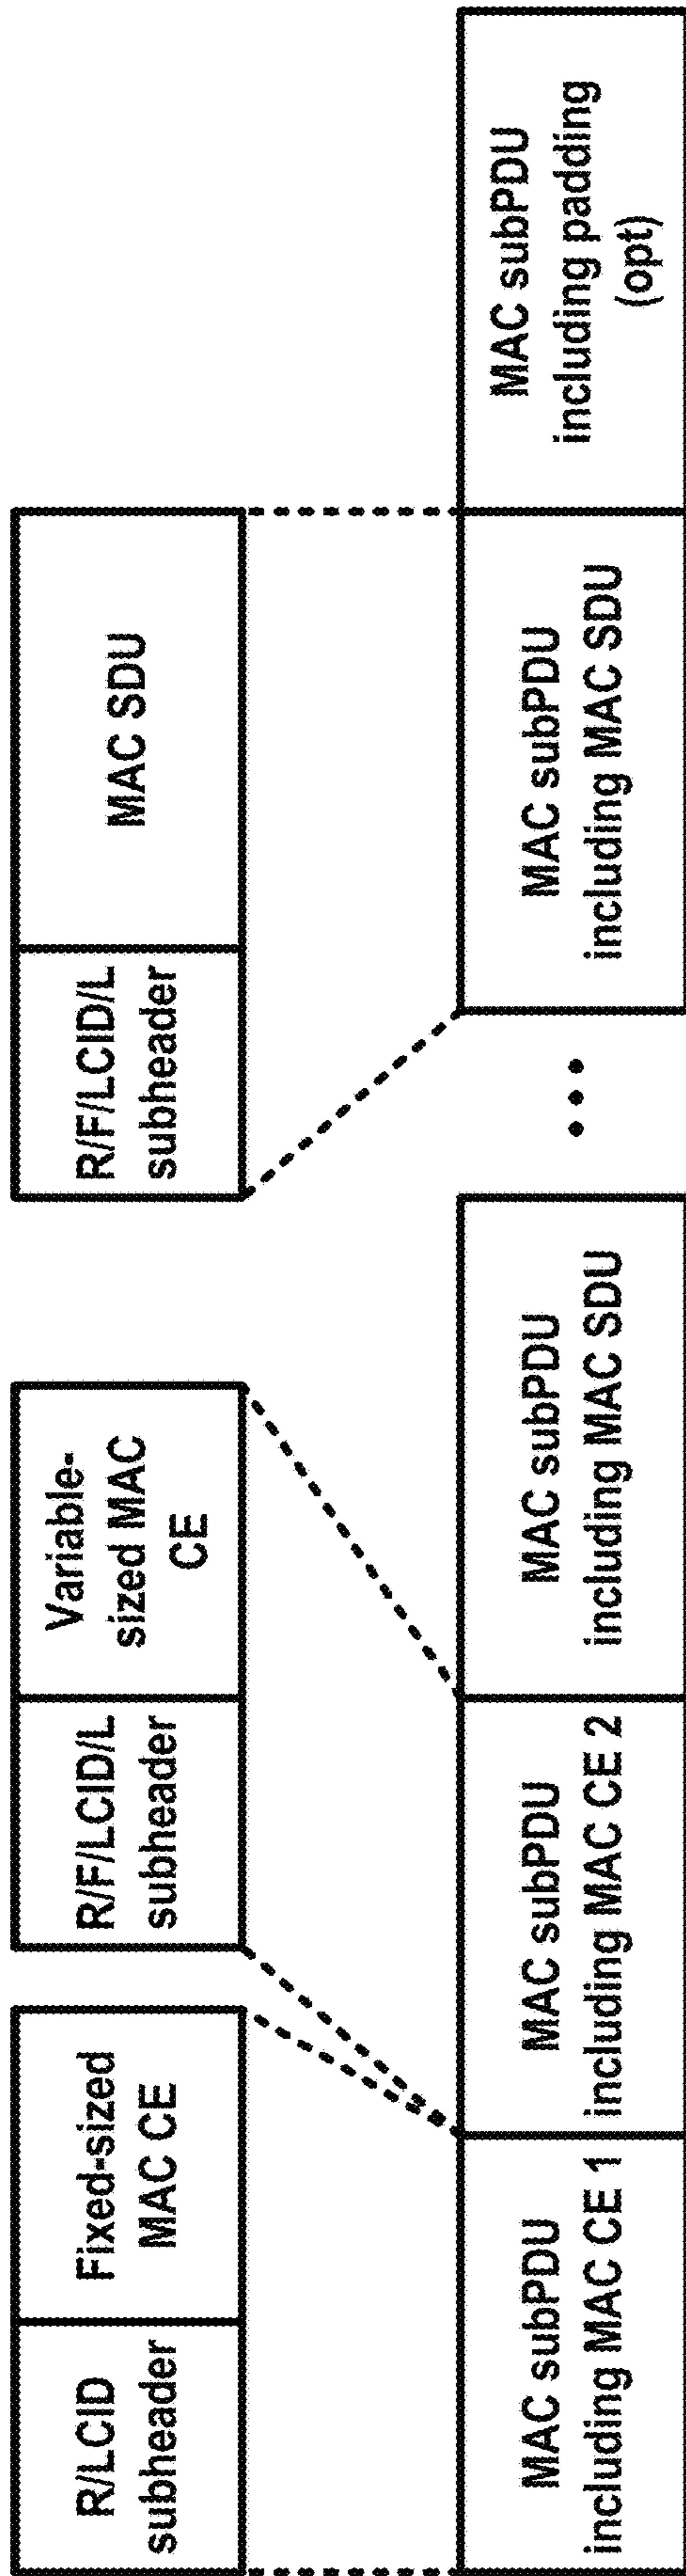 R/LCID
subheader
Fixed-sized
MAC CE
R/F/LCID/L
subheader
Variable-
sized MAC
CE
R/F/LCID/L
subheader
MAC SDU
MAC subPDU
including MAC CE 1
MAC subPDU
including MAC CE 2
MAC subPDU
including MAC SDU
• • •
MAC subPDU
including MAC SDU
MAC subPDU
including padding
(opt)